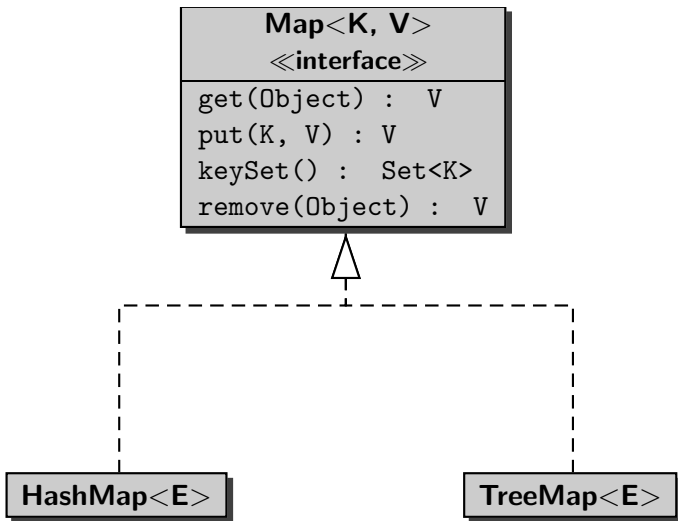 Map<K, V>
≪interface≫
get(Object) : V
put(K, V) : V
keySet() : Set<K>
remove(Object) : V
HashMap<E>
TreeMap<E>